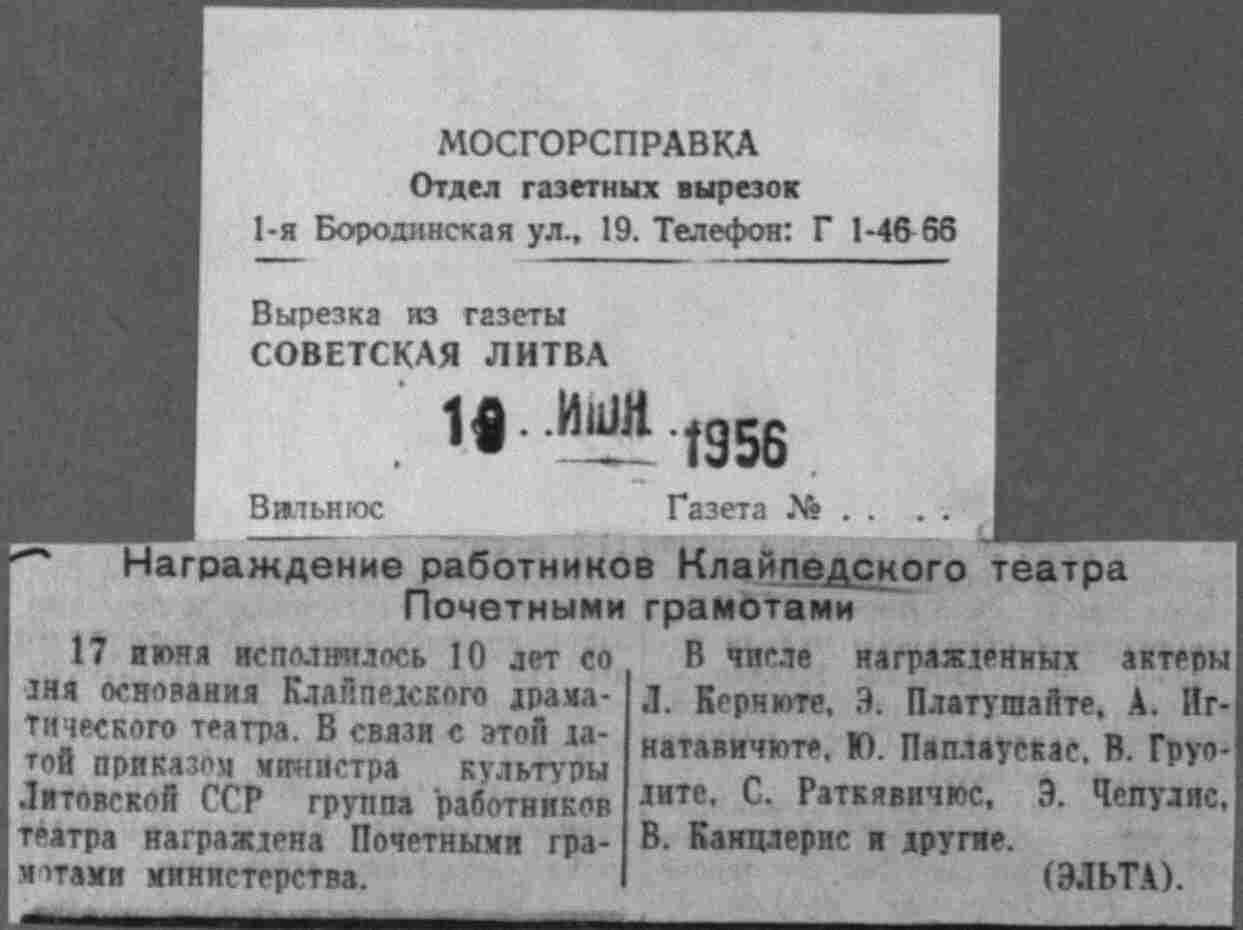 МОСГОРСПРАВКА
Отдел газетных вырезок
1-я Бородинская ул., 19. Телефон: Г 1-46-66
Вырезка из газеты
СОВЕТСКАЯ ЛИТВА
19 . . ИЮН . 1956
Вильнюс Газета № . . . .
Награждение работников Клайпедского театра
Почетными грамотами
17 июня исполнилось 10 лет со
дня основания Клайпедского драма-
тического театра. В связи с этой да-
той приказом министра культуры
Литовской ССР группа работников
театра награждена Почетными гра-
мотами министерства.
В числе награжденных актеры
Л. Кернюте, Э. Платушайте, А. Иг-
натавичюте, Ю. Паплаускас, В. Груо-
дите, С. Раткявичюс, Э. Чепулис,
В. Канцлерис и другие.
(ЭЛЬТА).